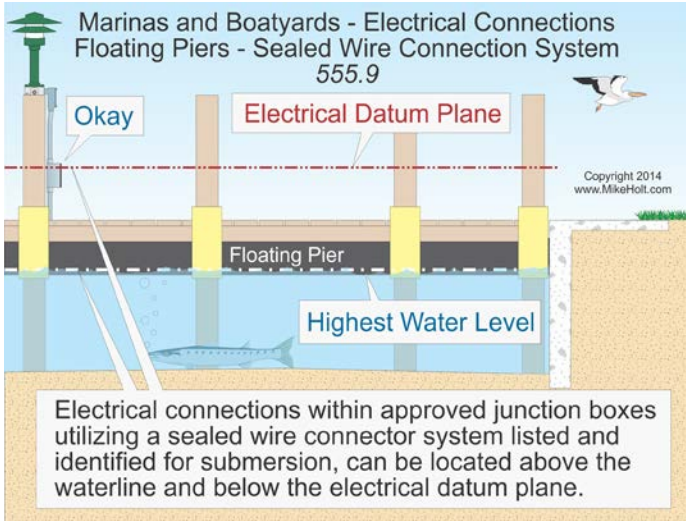 Marinas and Boatyards - Electrical Connections
Floating Piers - Sealed Wire Connection System
555.9
Okay
Electrical Datum Plane
Copyright 2014
www.MikeHolt.com
Floating Pier
Highest Water Level
Electrical connections within approved junction boxes
utilizing a sealed wire connector system listed and
identified for submersion, can be located above the
waterline and below the electrical datum plane.